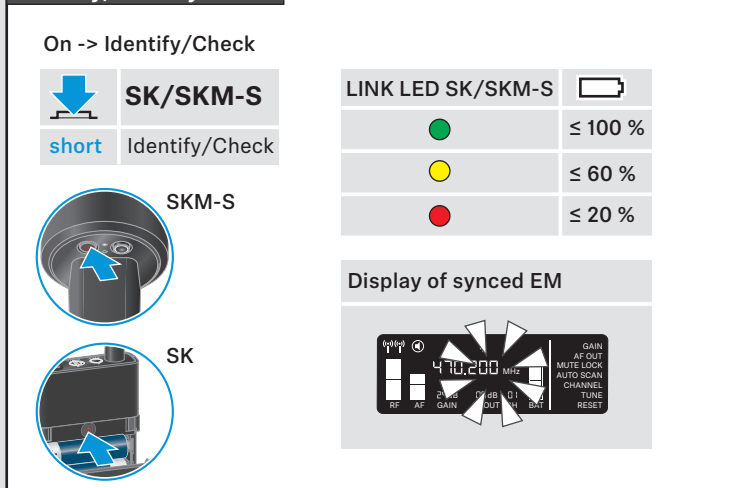 On -> Identify/Check
SK/SKM-S
short Identify/Check
SKM-S
SK
LINK LED SK/SKM-S
≤ 100 %
≤ 60 %
≤ 20 %
Display of synced EM
470.200 MHz
GAIN
AF OUT
MUTE LOCK
AUTO SCAN
CHANNEL
TUNE
RESET
RF AF GAIN OUT BAT